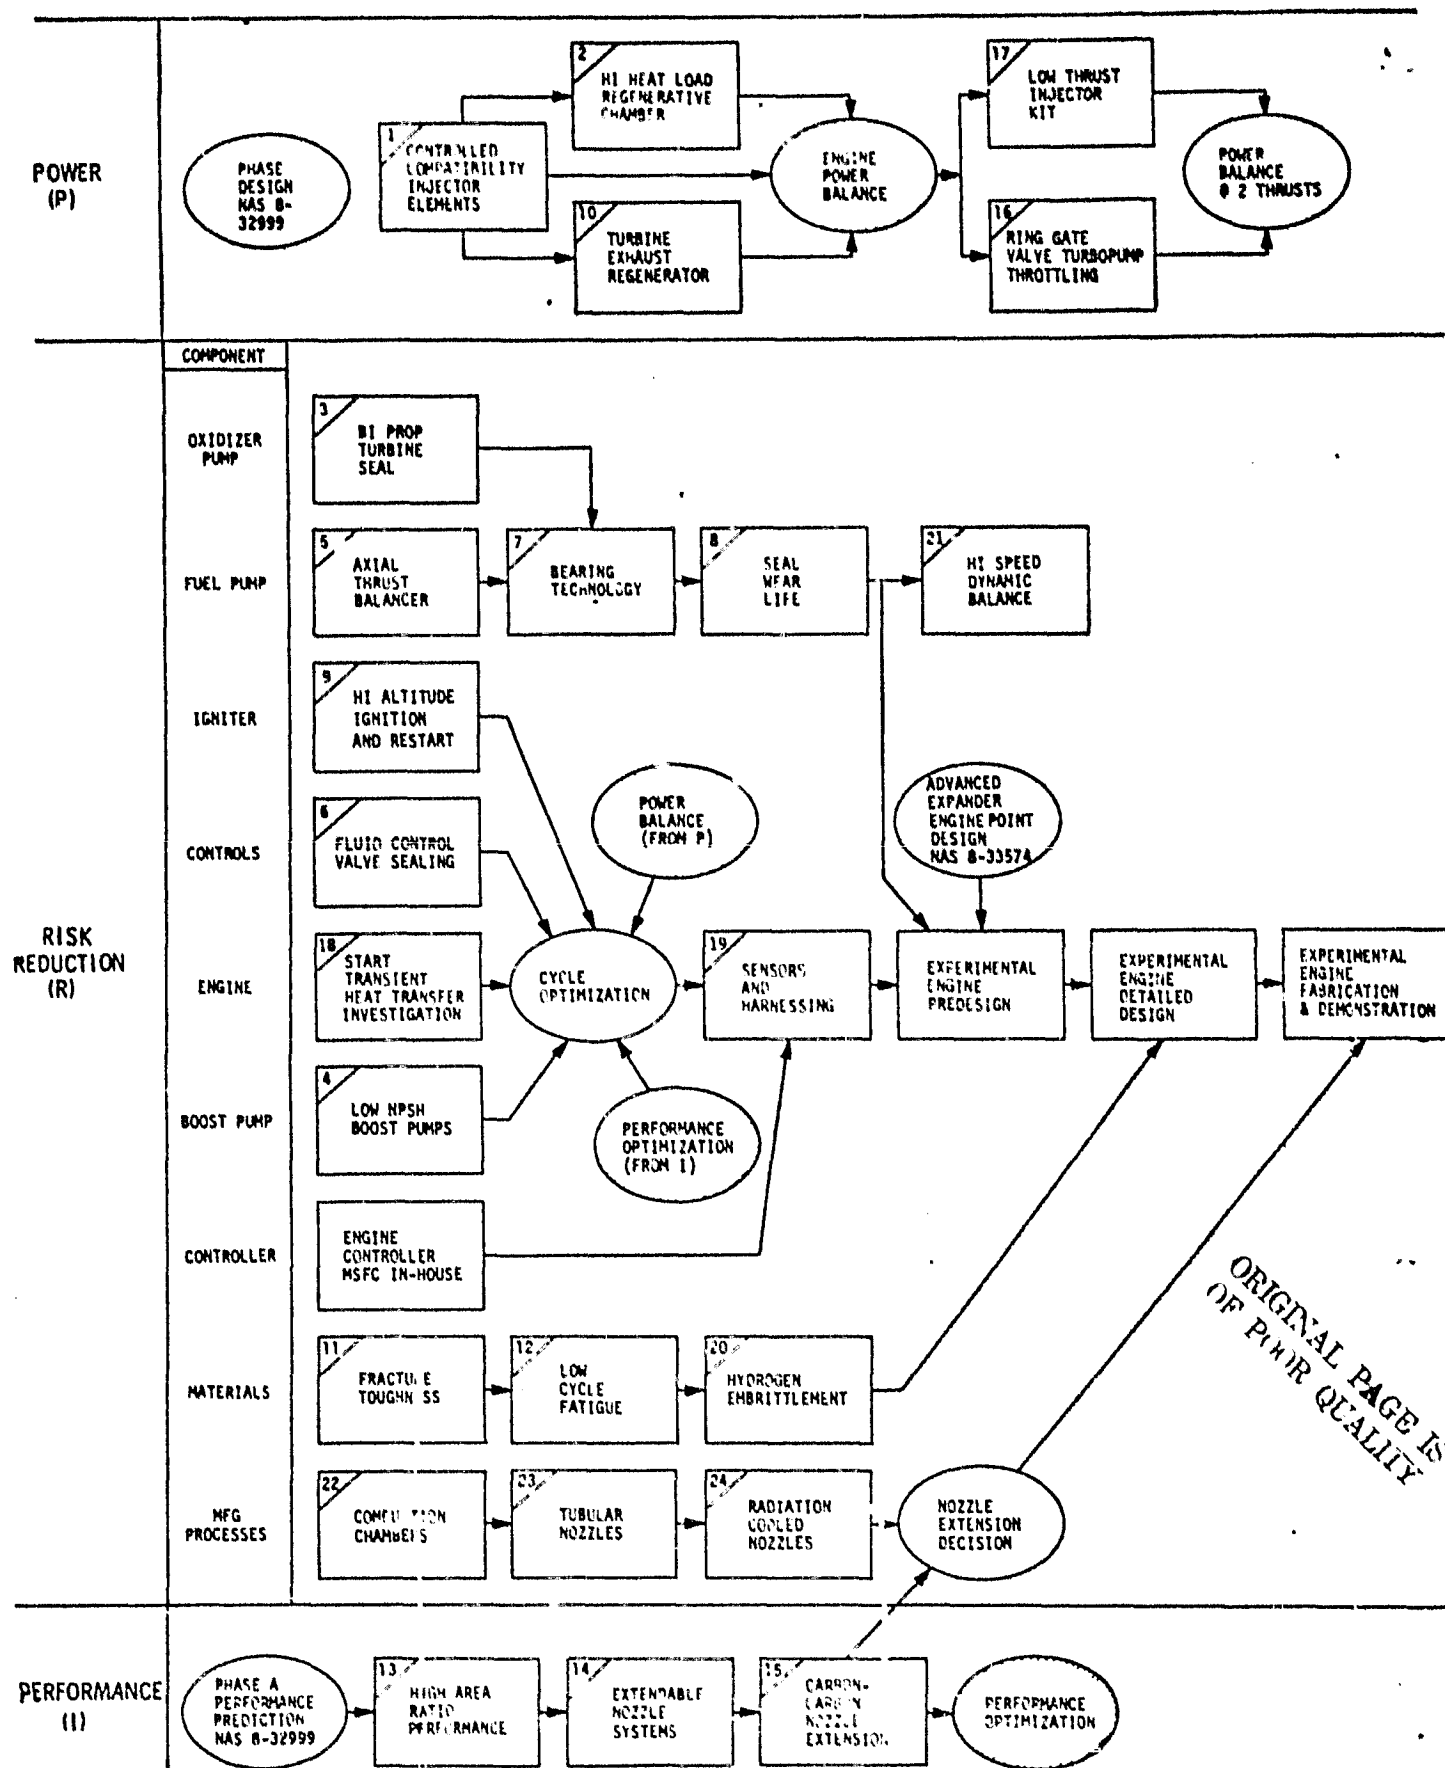 POWER
(P)
PHASE
DESIGN
NAS 8-
32999
1
CONTROLLED
COMPATIBILITY
INJECTOR
ELEMENTS
2
HI HEAT LOAD
REGENERATIVE
CHAMBER
10
TURBINE
EXHAUST
REGENERATOR
ENGINE
POWER
BALANCE
17
LOW THRUST
INJECTOR
KIT
16
RING GATE
VALVE TURBOPUMP
THROTTLING
POWER
BALANCE
@ 2 THRUSTS
RISK
REDUCTION
(R)
COMPONENT
OXIDIZER
PUMP
3
BI PROP
TURBINE
SEAL
FUEL PUMP
5
AXIAL
THRUST
BALANCER
7
BEARING
TECHNOLOGY
8
SEAL
WEAR
LIFE
21
HI SPEED
DYNAMIC
BALANCE
IGNITER
9
HI ALTITUDE
IGNITION
AND RESTART
POWER
BALANCE
(FROM P)
ADVANCED
EXPANDER
ENGINE POINT
DESIGN
NAS 8-33574
CONTROLS
6
FLUID CONTROL
VALVE SEALING
ENGINE
18
START
TRANSIENT
HEAT TRANSFER
INVESTIGATION
CYCLE
OPTIMIZATION
19
SENSORS
AND
HARNESSING
EXPERIMENTAL
ENGINE
PREDESIGN
EXPERIMENTAL
ENGINE
DETAILED
DESIGN
EXPERIMENTAL
ENGINE
FABRICATION
& DEMONSTRATION
BOOST PUMP
4
LOW NPSH
BOOST PUMPS
PERFORMANCE
OPTIMIZATION
(FROM I)
CONTROLLER
ENGINE
CONTROLLER
MSFC IN-HOUSE
MATERIALS
11
FRACTURE
TOUGHN SS
12
LOW
CYCLE
FATIGUE
20
HYDROGEN
EMBRITTLEMENT
MFG
PROCESSES
22
CHAMBERS
23
TUBULAR
NOZZLES
24
RADIATION
COOLED
NOZZLES
NOZZLE
EXTENSION
DECISION
ORIGINAL PAGE IS
OF POOR QUALITY
PERFORMANCE
(I)
PHASE A
PERFORMANCE
PREDICTION
NAS 8-32999
13
HIGH AREA
RATIO
PERFORMANCE
14
EXTENDABLE
NOZZLE
SYSTEMS
15
CARBON-
CARBON
NOZZLE
EXTENSION
PERFORMANCE
OPTIMIZATION